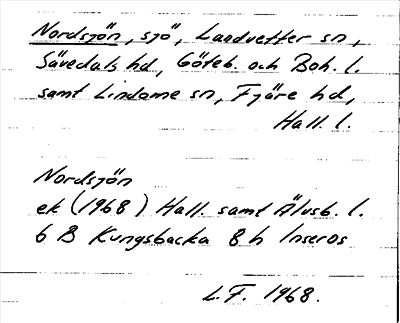 Nordsjön, sjö, Landvetter sn,
Sävedals hd, Göteb. och Boh. l.
samt Lindome sn, Fjäre hd,
Hall. l.
Nordsjön
ek (1968) Hall. samt Älvsb. l.
6 B Kungsbacka 8 h Inseros
L.F. 1968.